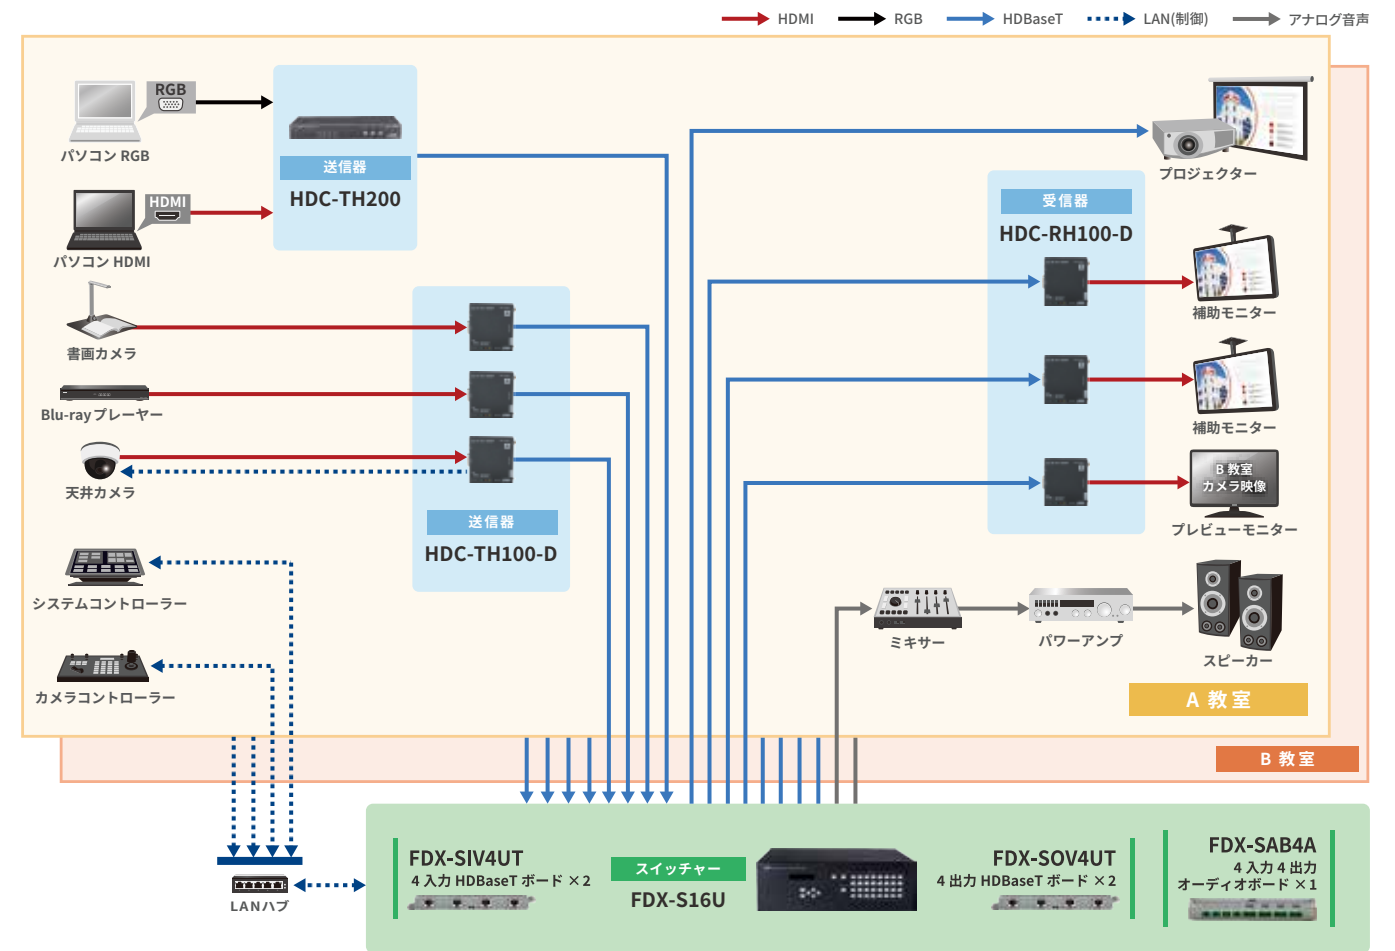 HDMI
RGB
HDBaseT
LAN(制御)
アナログ音声
RGB
パソコン RGB
HDMI
パソコン HDMI
送信器
HDC-TH200
書画カメラ
Blu-rayプレーヤー
天井カメラ
送信器
HDC-TH100-D
システムコントローラー
カメラコントローラー
プロジェクター
受信器
HDC-RH100-D
補助モニター
補助モニター
B 教室
カメラ映像
プレビューモニター
ミキサー
パワーアンプ
スピーカー
A 教室
B 教室
LANハブ
FDX-SIV4UT
4 入力 HDBaseT ボード ×2
スイッチャー
FDX-S16U
FDX-SOV4UT
4 出力 HDBaseT ボード ×2
FDX-SAB4A
4 入力 4 出力
オーディオボード ×1